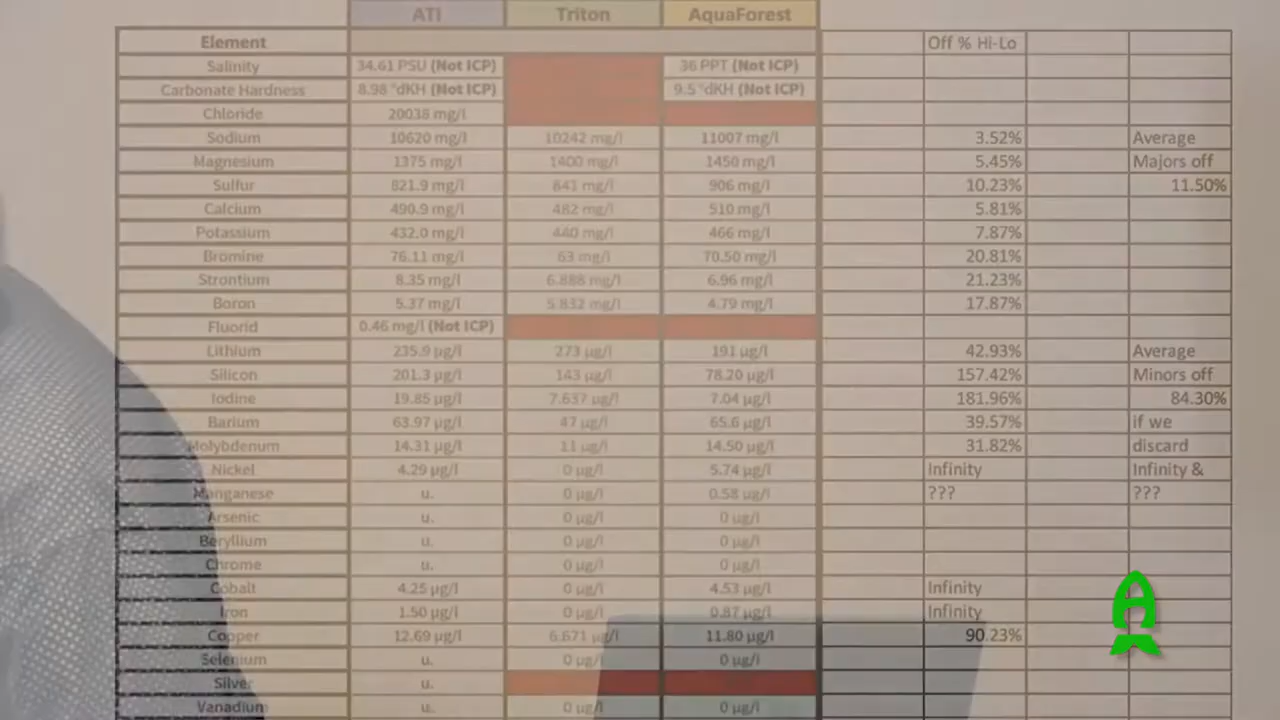 ATI Triton AquaForest
Element Off % Hi-Lo
Salinity 34.61 PSU (Not ICP) 36 PPT (Not ICP)
Carbonate Hardness 8.98 °dKH (Not ICP) 9.5 °dKH (Not ICP)
Chloride 20038 mg/l
Sodium 10620 mg/l 10242 mg/l 11007 mg/l 3.52% Average
Magnesium 1375 mg/l 1400 mg/l 1450 mg/l 5.45% Majors off
Sulfur 821.9 mg/l 841 mg/l 906 mg/l 10.23% 11.50%
Calcium 490.9 mg/l 482 mg/l 510 mg/l 5.81%
Potassium 432.0 mg/l 440 mg/l 466 mg/l 7.87%
Bromine 76.11 mg/l 63 mg/l 70.50 mg/l 20.81%
Strontium 8.35 mg/l 6.888 mg/l 6.96 mg/l 21.23%
Boron 5.37 mg/l 5.832 mg/l 4.79 mg/l 17.87%
Fluorid 0.46 mg/l (Not ICP)
Lithium 235.9 µg/l 273 µg/l 191 µg/l 42.93% Average
Silicon 201.3 µg/l 143 µg/l 78.20 µg/l 157.42% Minors off
Iodine 19.85 µg/l 7.637 µg/l 7.04 µg/l 181.96% 84.30%
Barium 63.97 µg/l 47 µg/l 65.6 µg/l 39.57% if we
Molybdenum 14.31 µg/l 11 µg/l 14.50 µg/l 31.82% discard
Nickel 4.29 µg/l 0 µg/l 5.74 µg/l Infinity Infinity &
Manganese u. 0 µg/l 0.58 µg/l ??? ???
Arsenic u. 0 µg/l 0 µg/l
Beryllium u. 0 µg/l 0 µg/l
Chrome u. 0 µg/l 0 µg/l
Cobalt 4.25 µg/l 0 µg/l 4.53 µg/l Infinity
Iron 1.50 µg/l 0 µg/l 0.87 µg/l Infinity
Copper 12.69 µg/l 6.671 µg/l 11.80 µg/l 90.23%
Selenium u. 0 µg/l 0 µg/l
Silver u.
Vanadium u. 0 µg/l 0 µg/l